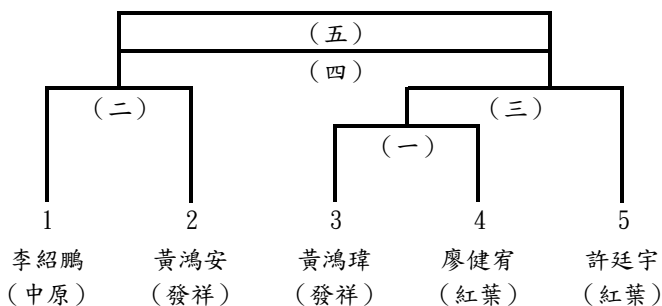 （五）
（四）
（二） （三）
（一）
1 2 3 4 5
李紹鵬 黃鴻安 黃鴻瑋 廖健宥 許廷宇
（中原） （發祥） （發祥） （紅葉） （紅葉）